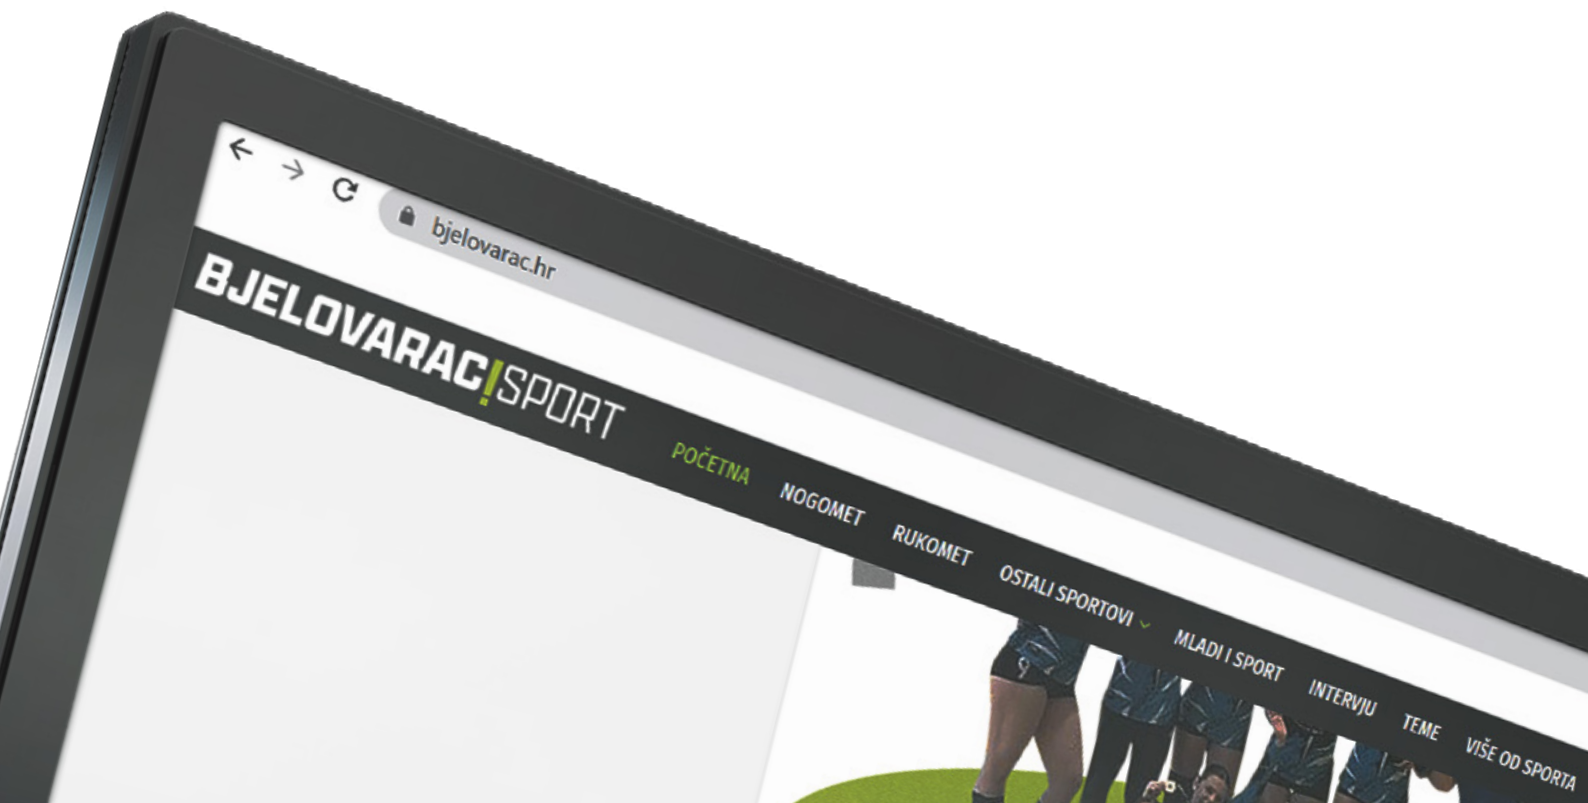 bjelovarac.hr
BJELOVARAC!SPORT
POČETNA NOGOMET RUKOMET OSTALI SPORTOVI MLADI I SPORT INTERVJU TEME VIŠE OD SPORTA